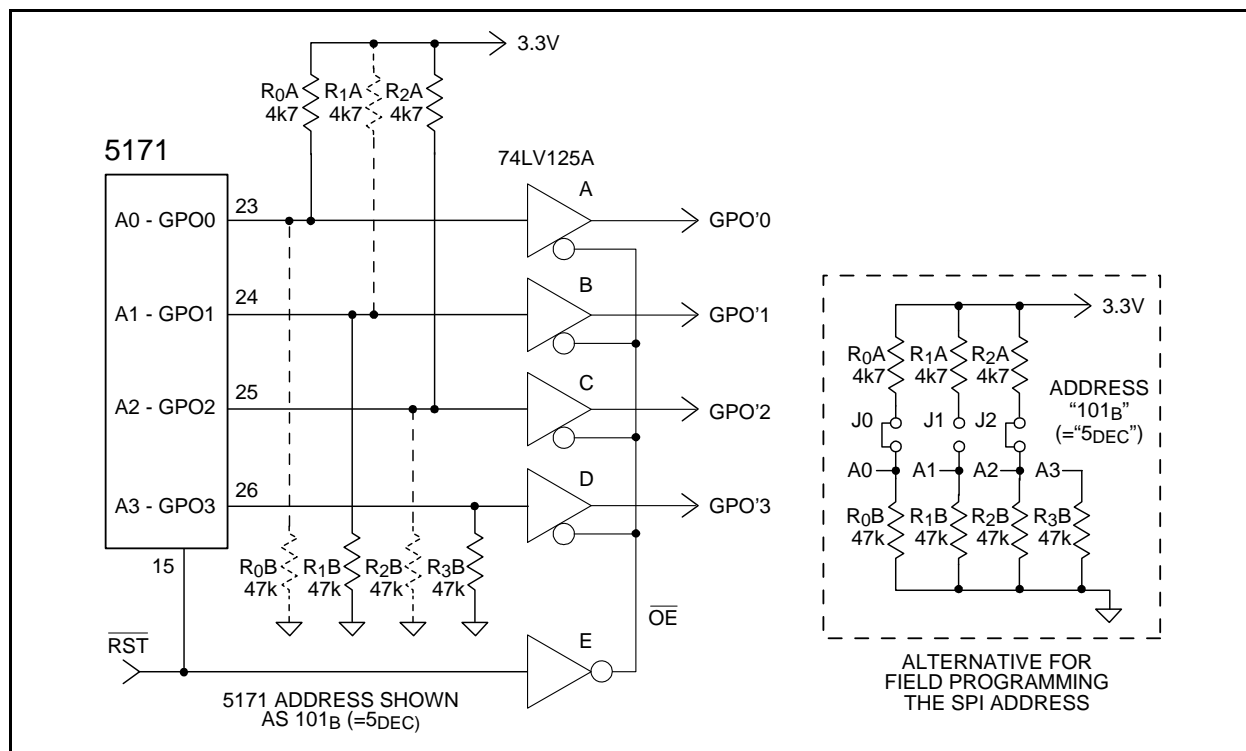 3.3V
R0A
4k7
R1A
4k7
R2A
4k7
5171
74LV125A
A
A0 - GPO0
23
GPO'0
B
A1 - GPO1
24
GPO'1
C
A2 - GPO2
25
GPO'2
D
A3 - GPO3
26
GPO'3
15
R0B
47k
R1B
47k
R2B
47k
R3B
47k
OE
RST
E
5171 ADDRESS SHOWN
AS 101B (=5DEC)
3.3V
R0A
4k7
R1A
4k7
R2A
4k7
ADDRESS
“101B”
(=“5DEC”)
J0
J1
J2
A0
A1
A2
A3
R0B
47k
R1B
47k
R2B
47k
R3B
47k
ALTERNATIVE FOR
FIELD PROGRAMMING
THE SPI ADDRESS